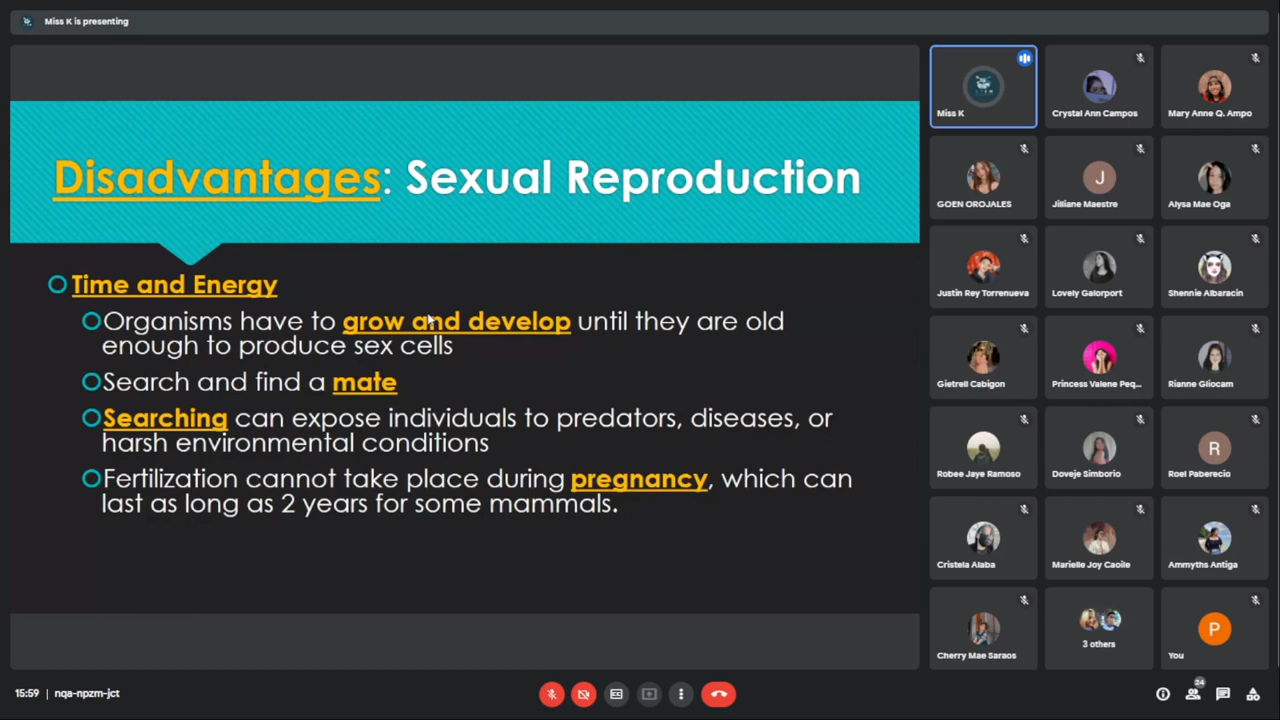 Miss K is presenting
Disadvantages: Sexual Reproduction
Time and Energy
Organisms have to grow and develop until they are old
enough to produce sex cells
Search and find a mate
Searching can expose individuals to predators, diseases, or
harsh environmental conditions
Fertilization cannot take place during pregnancy, which can
last as long as 2 years for some mammals.
Miss K
Crystal Ann Campos
Mary Anne Q. Ampo
GOEN OROJALES
J
Jilliane Maestre
Alysa Mae Oga
Justin Rey Torrenueva
Lovely Galorport
Shennie Albaracin
Gietrell Cabigon
Princess Valene Peq...
Rianne Gliocam
Robee Jaye Ramoso
Doveje Simborio
R
Roel Paberecio
Cristela Alaba
Marielle Joy Caoile
Ammyths Antiga
Cherry Mae Saraos
3 others
P
You
15:59 | nqa-npzm-jct
24